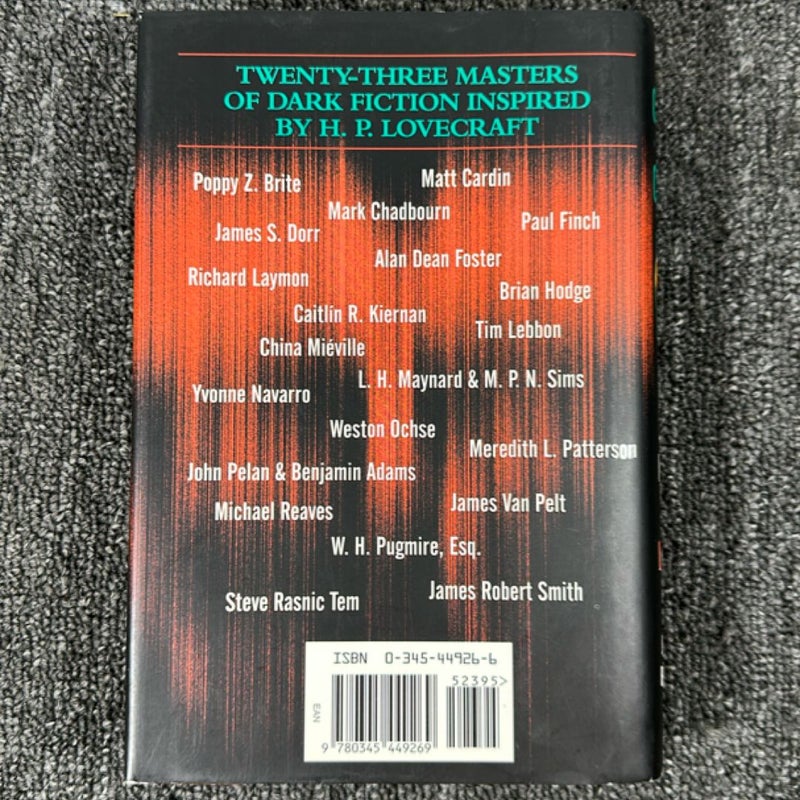 TWENTY-THREE MASTERS
OF DARK FICTION INSPIRED
BY H. P. LOVECRAFT
Poppy Z. Brite
Matt Cardin
Mark Chadbourn
Paul Finch
James S. Dorr
Alan Dean Foster
Richard Laymon
Brian Hodge
Caitlín R. Kiernan
Tim Lebbon
China Miéville
L. H. Maynard & M. P. N. Sims
Yvonne Navarro
Weston Ochse
Meredith L. Patterson
John Pelan & Benjamin Adams
Michael Reaves
James Van Pelt
W. H. Pugmire, Esq.
James Robert Smith
Steve Rasnic Tem
ISBN 0-345-44926-6
52395>
EAN
9 780345 449269